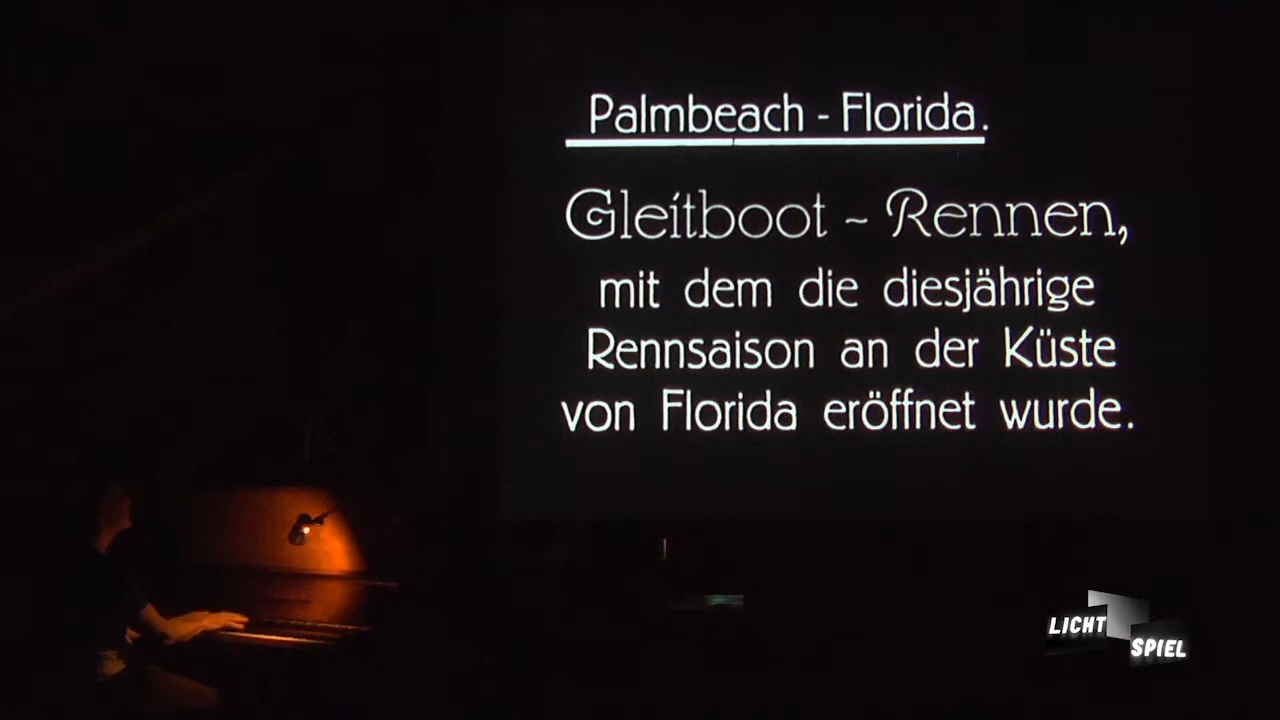 Palmbeach - Florida.
Gleitboot ~ Rennen,
mit dem die diesjährige
Rennsaison an der Küste
von Florida eröffnet wurde.
LICHT
SPIEL